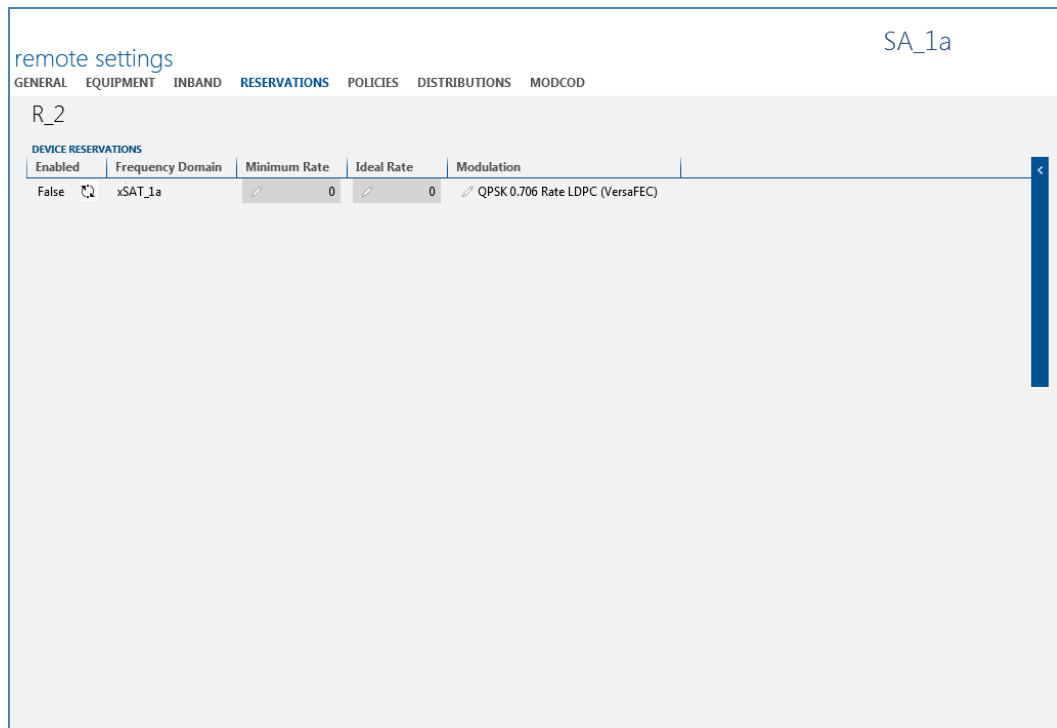 SA_1a
remote settings
GENERAL EQUIPMENT INBAND RESERVATIONS POLICIES DISTRIBUTIONS MODCOD
R_2
DEVICE RESERVATIONS
Enabled Frequency Domain Minimum Rate Ideal Rate Modulation
False xSAT_1a 0 0 QPSK 0.706 Rate LDPC (VersaFEC)